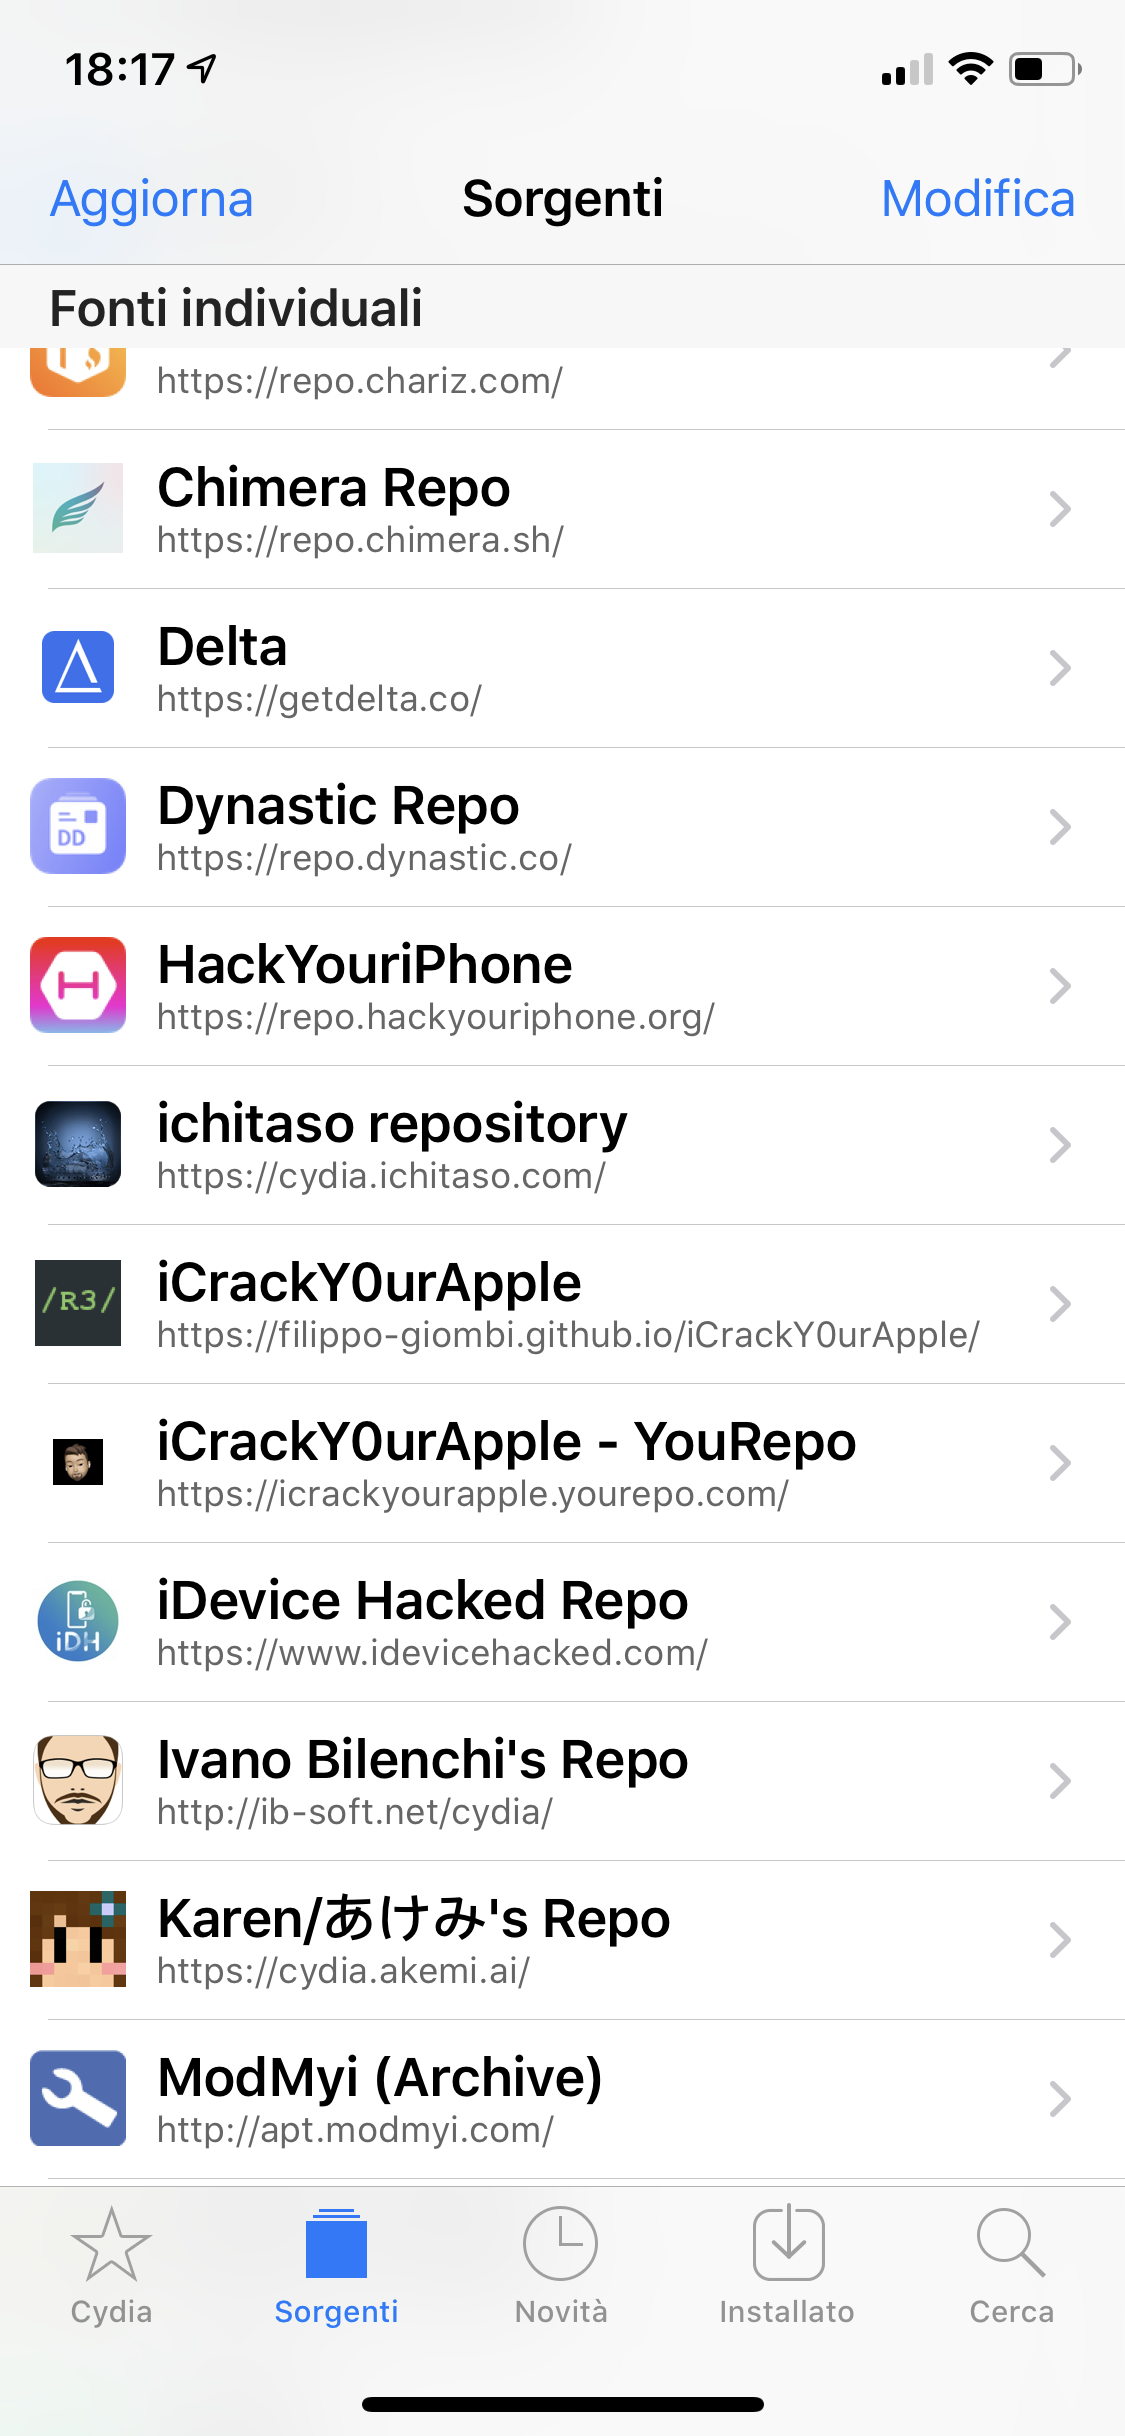 18:17
Aggiorna
Sorgenti
Modifica
Fonti individuali
https://repo.chariz.com/
Chimera Repo
https://repo.chimera.sh/
Delta
https://getdelta.co/
DD
Dynastic Repo
https://repo.dynastic.co/
H
HackYouriPhone
https://repo.hackyouriphone.org/
ichitaso repository
https://cydia.ichitaso.com/
/R3/
iCrackY0urApple
https://filippo-giombi.github.io/iCrackY0urApple/
iCrackY0urApple - YouRepo
https://icrackyourapple.yourepo.com/
iDH
iDevice Hacked Repo
https://www.idevicehacked.com/
Ivano Bilenchi's Repo
http://ib-soft.net/cydia/
Karen/あけみ's Repo
https://cydia.akemi.ai/
ModMyi (Archive)
http://apt.modmyi.com/
Cydia
Sorgenti
Novità
Installato
Cerca